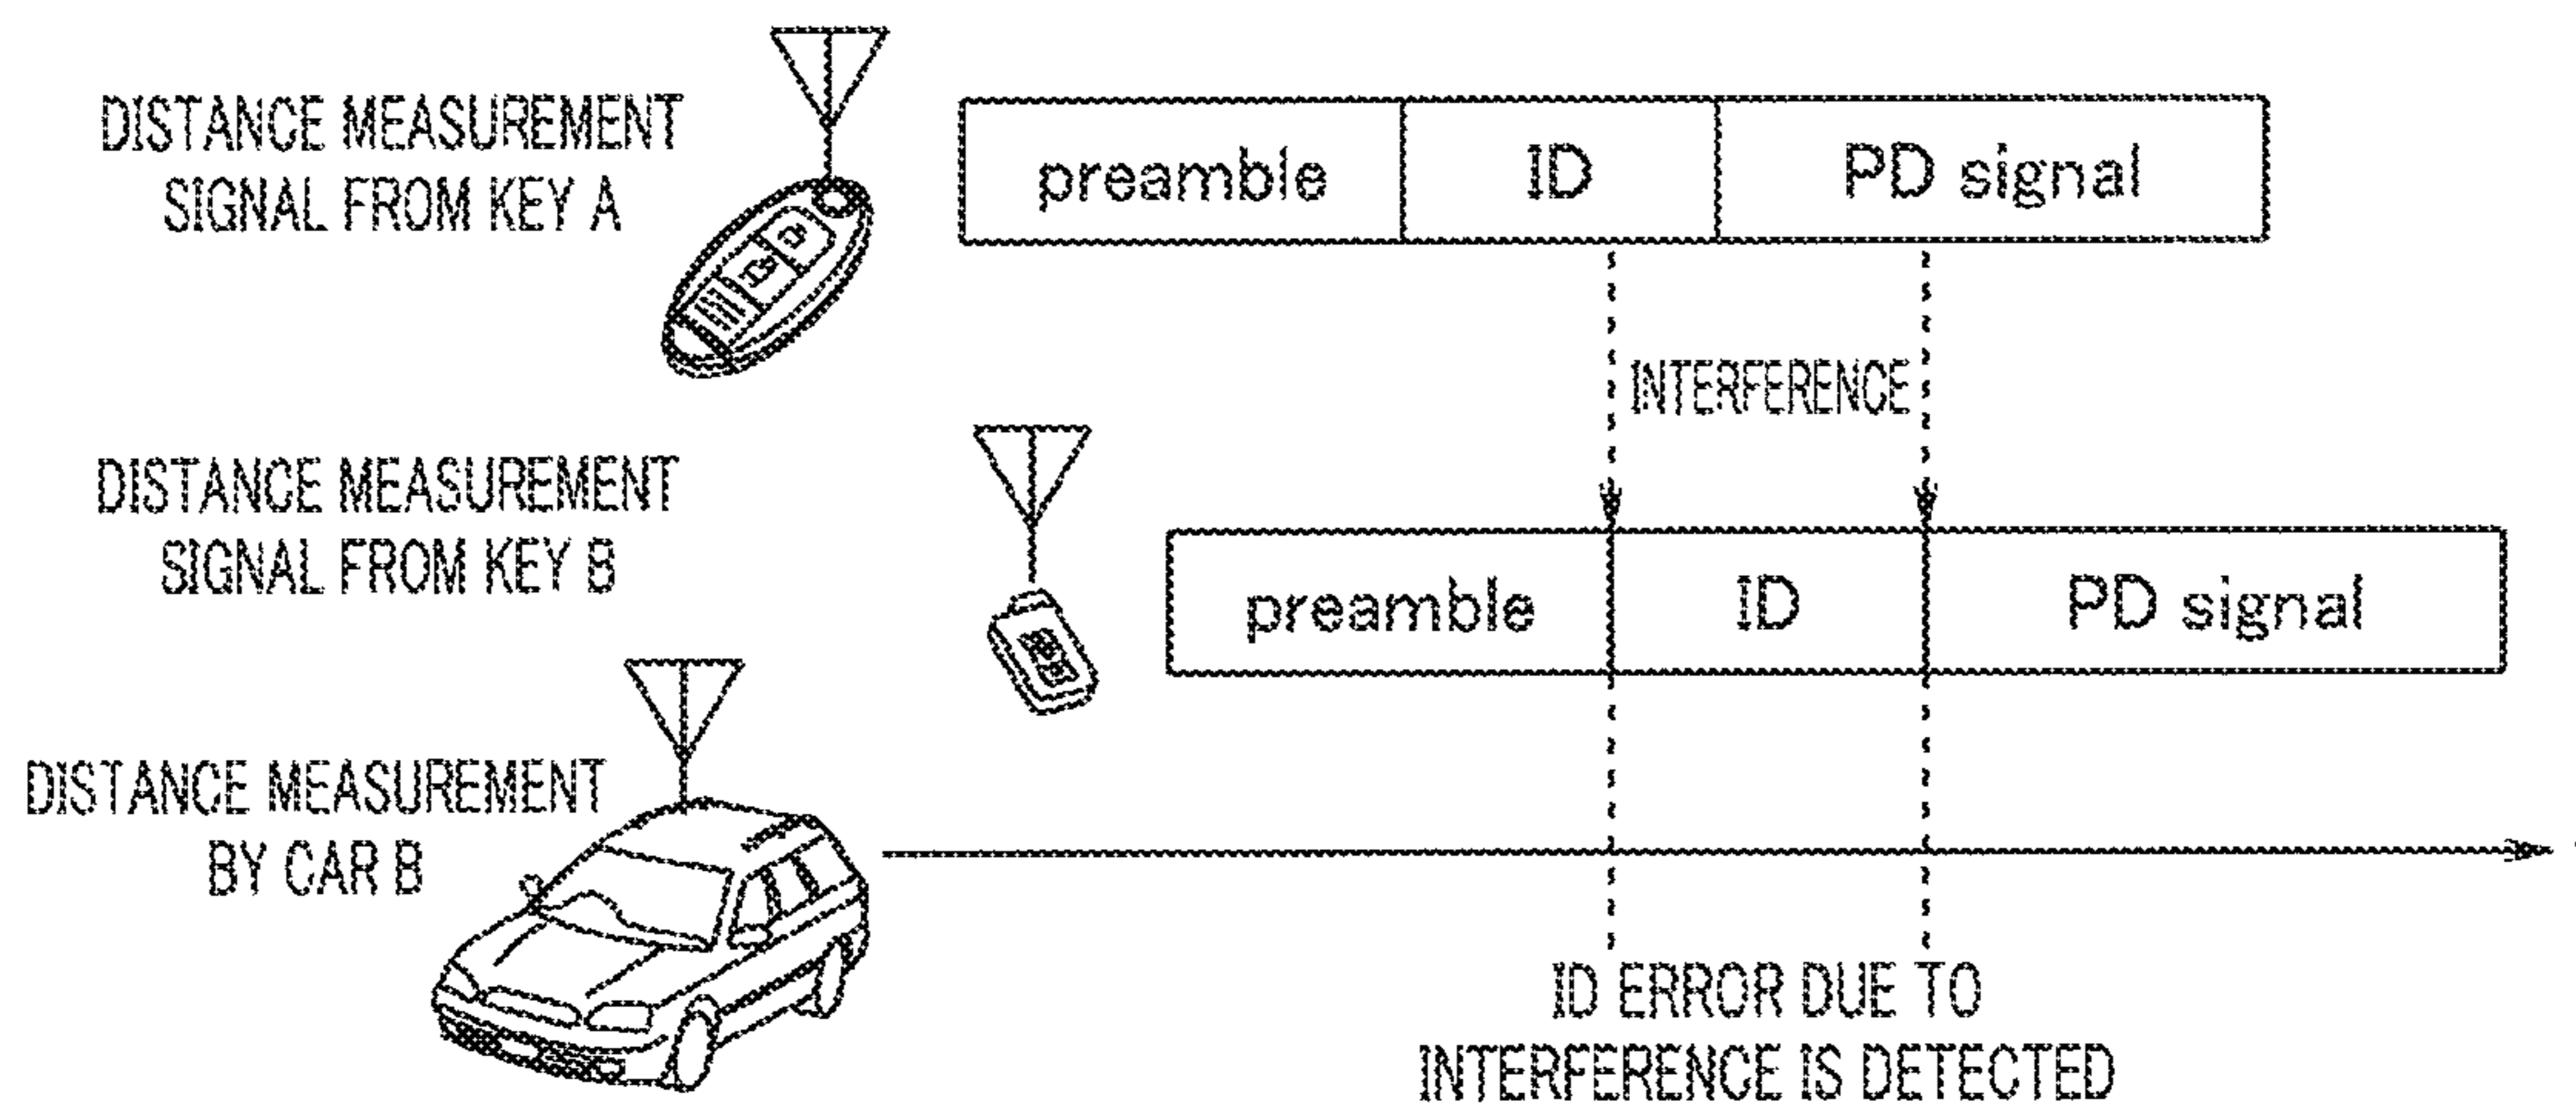 DISTANCE MEASUREMENT
SIGNAL FROM KEY A
preamble ID PD signal
INTERFERENCE
DISTANCE MEASUREMENT
SIGNAL FROM KEY B
preamble ID PD signal
DISTANCE MEASUREMENT
BY CAR B
ID ERROR DUE TO
INTERFERENCE IS DETECTED